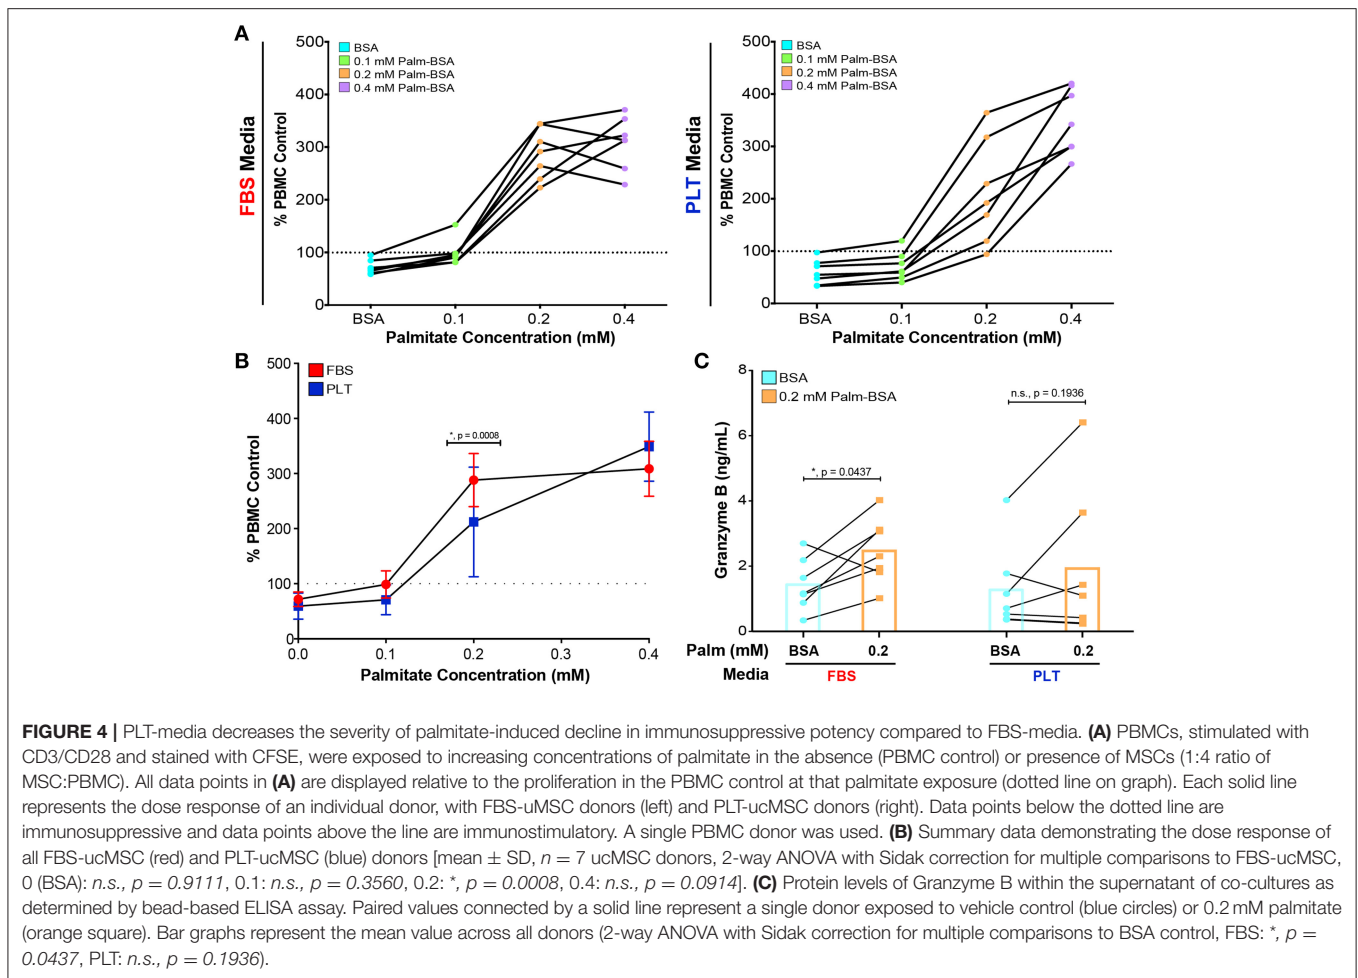 A
FBS Media
% PBMC Control
500
400
300
200
100
0
BSA
0.1 mM Palm-BSA
0.2 mM Palm-BSA
0.4 mM Palm-BSA
BSA
0.1
0.2
0.4
Palmitate Concentration (mM)
PLT Media
% PBMC Control
500
400
300
200
100
0
BSA
0.1 mM Palm-BSA
0.2 mM Palm-BSA
0.4 mM Palm-BSA
BSA
0.1
0.2
0.4
Palmitate Concentration (mM)
B
% PBMC Control
500
400
300
200
100
0
FBS
PLT
*, p = 0.0008
0.0
0.1
0.2
0.3
0.4
Palmitate Concentration (mM)
C
Granzyme B (ng/mL)
8
6
4
2
0
BSA
0.2 mM Palm-BSA
*, p = 0.0437
n.s., p = 0.1936
Palm (mM)
BSA
0.2
BSA
0.2
Media
FBS
PLT
FIGURE 4 | PLT-media decreases the severity of palmitate-induced decline in immunosuppressive potency compared to FBS-media. (A) PBMCs, stimulated with
CD3/CD28 and stained with CFSE, were exposed to increasing concentrations of palmitate in the absence (PBMC control) or presence of MSCs (1:4 ratio of
MSC:PBMC). All data points in (A) are displayed relative to the proliferation in the PBMC control at that palmitate exposure (dotted line on graph). Each solid line
represents the dose response of an individual donor, with FBS-uMSC donors (left) and PLT-ucMSC donors (right). Data points below the dotted line are
immunosuppressive and data points above the line are immunostimulatory. A single PBMC donor was used. (B) Summary data demonstrating the dose response of
all FBS-ucMSC (red) and PLT-ucMSC (blue) donors [mean ± SD, n = 7 ucMSC donors, 2-way ANOVA with Sidak correction for multiple comparisons to FBS-ucMSC,
0 (BSA): n.s., p = 0.9111, 0.1: n.s., p = 0.3560, 0.2: *, p = 0.0008, 0.4: n.s., p = 0.0914]. (C) Protein levels of Granzyme B within the supernatant of co-cultures as
determined by bead-based ELISA assay. Paired values connected by a solid line represent a single donor exposed to vehicle control (blue circles) or 0.2 mM palmitate
(orange square). Bar graphs represent the mean value across all donors (2-way ANOVA with Sidak correction for multiple comparisons to BSA control, FBS: *, p =
0.0437, PLT: n.s., p = 0.1936).